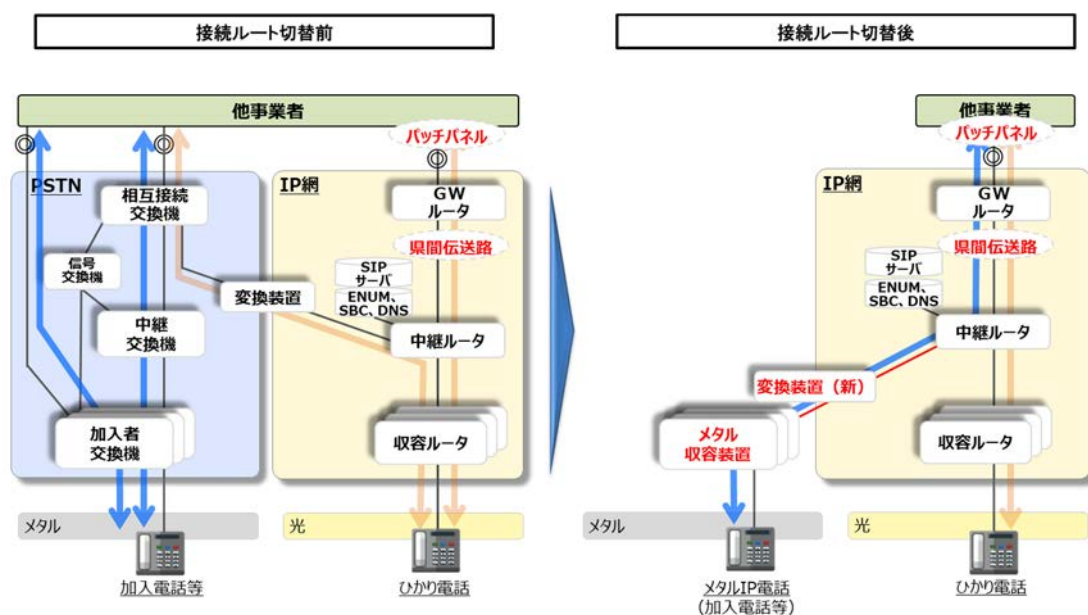 接続ルート切替前
他事業者
パッチパネル
PSTN
相互接続
交換機
信号
交換機
中継
交換機
加入者
交換機
変換装置
IP網
GW
ルータ
県間伝送路
SIP
サーバ
ENUM、
SBC、DNS
中継ルータ
収容ルータ
メタル
光
加入電話等
ひかり電話
接続ルート切替後
他事業者
パッチパネル
IP網
GW
ルータ
県間伝送路
SIP
サーバ
ENUM、
SBC、DNS
中継ルータ
変換装置（新）
メタル
収容装置
収容ルータ
メタル
光
メタルIP電話
（加入電話等）
ひかり電話